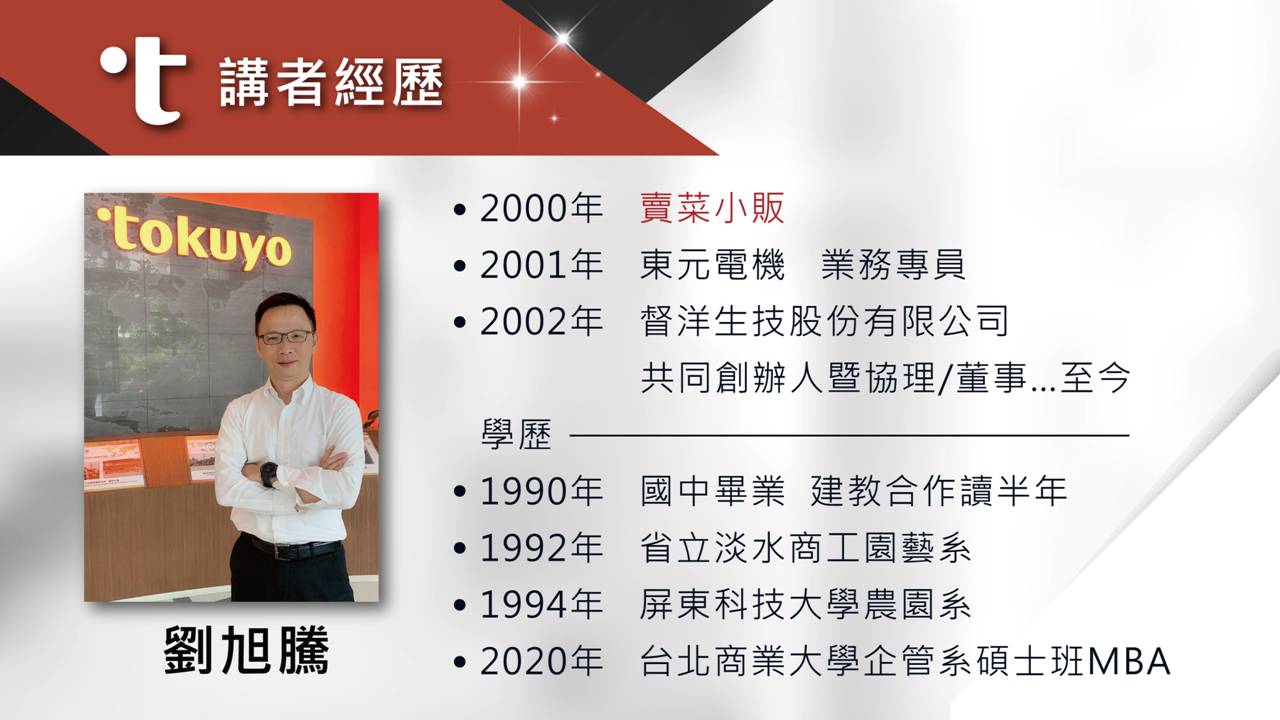 t 講者經歷
tokuyo
劉旭騰
• 2000年 賣菜小販
• 2001年 東元電機 業務專員
• 2002年 督洋生技股份有限公司
共同創辦人暨協理/董事...至今
學歷
• 1990年 國中畢業 建教合作讀半年
• 1992年 省立淡水商工園藝系
• 1994年 屏東科技大學農園系
• 2020年 台北商業大學企管系碩士班MBA